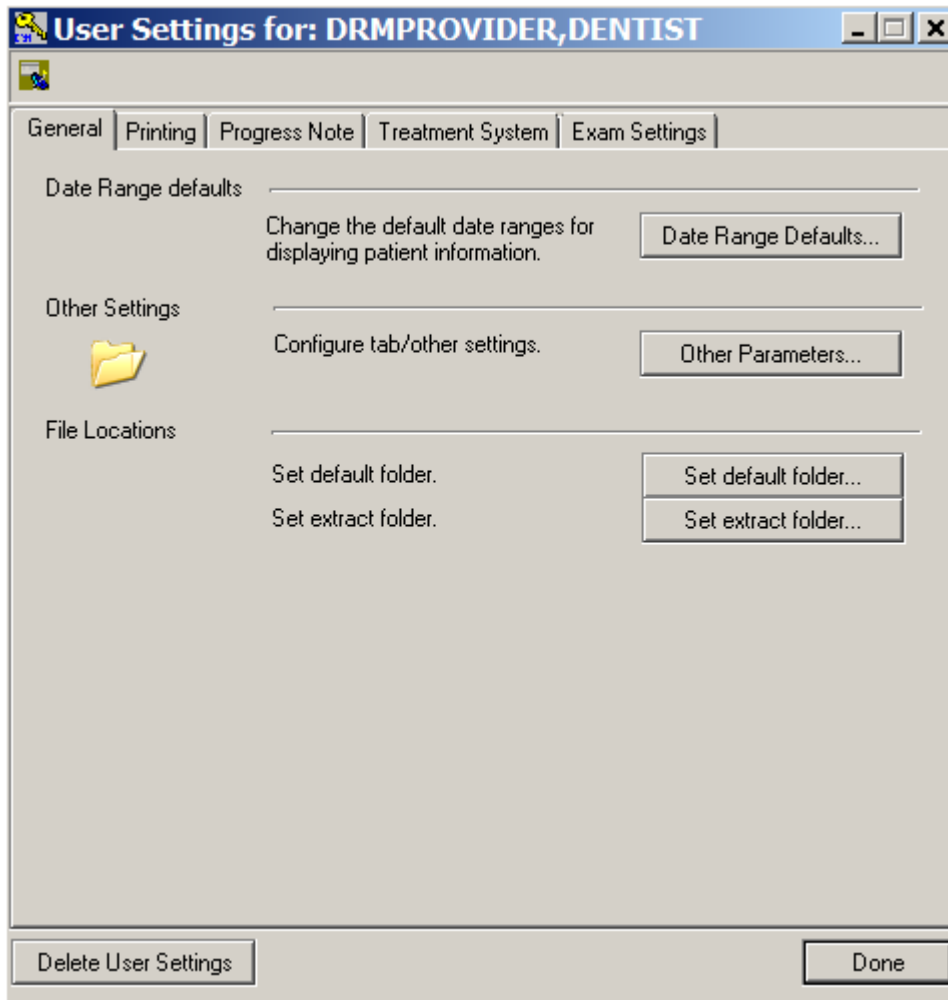 User Settings for: DRMPROVIDER,DENTIST
General Printing Progress Note Treatment System Exam Settings
Date Range defaults
Change the default date ranges for
displaying patient information.
Date Range Defaults...
Other Settings
Configure tab/other settings.
Other Parameters...
File Locations
Set default folder.
Set default folder...
Set extract folder.
Set extract folder...
Delete User Settings
Done